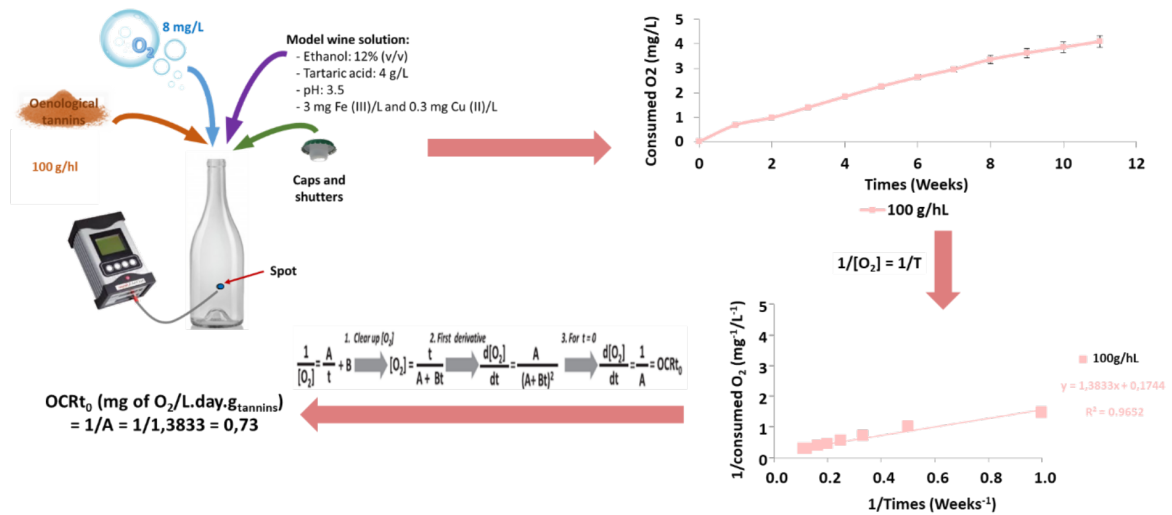 8 mg/L
O2
Oenological
tannins
100 g/hl
Model wine solution:
- Ethanol: 12% (v/v)
- Tartaric acid: 4 g/L
- pH: 3.5
- 3 mg Fe (III)/L and 0.3 mg Cu (II)/L
Caps and
shutters
Spot
Consumed O2 (mg/L)
5
4
3
2
1
0
0 2 4 6 8 10 12
Times (Weeks)
100 g/hL
1/[O₂] = 1/T
1/consumed O₂ (mg⁻¹/L⁻¹)
5
4
3
2
1
0
0.0 0.2 0.4 0.6 0.8 1.0
1/Times (Weeks⁻¹)
100g/hL
y = 1,3833x + 0,1744
R² = 0.9652
1. Clear up [O₂] 2. First derivative 3. For t = 0
1/[O₂] = A/t + B [O₂] = t/(A + Bt) d[O₂]/dt = A/(A+Bt)² d[O₂]/dt = 1/A = OCRt₀
OCRt₀ (mg of O₂/L.day.g tannins)
= 1/A = 1/1,3833 = 0,73